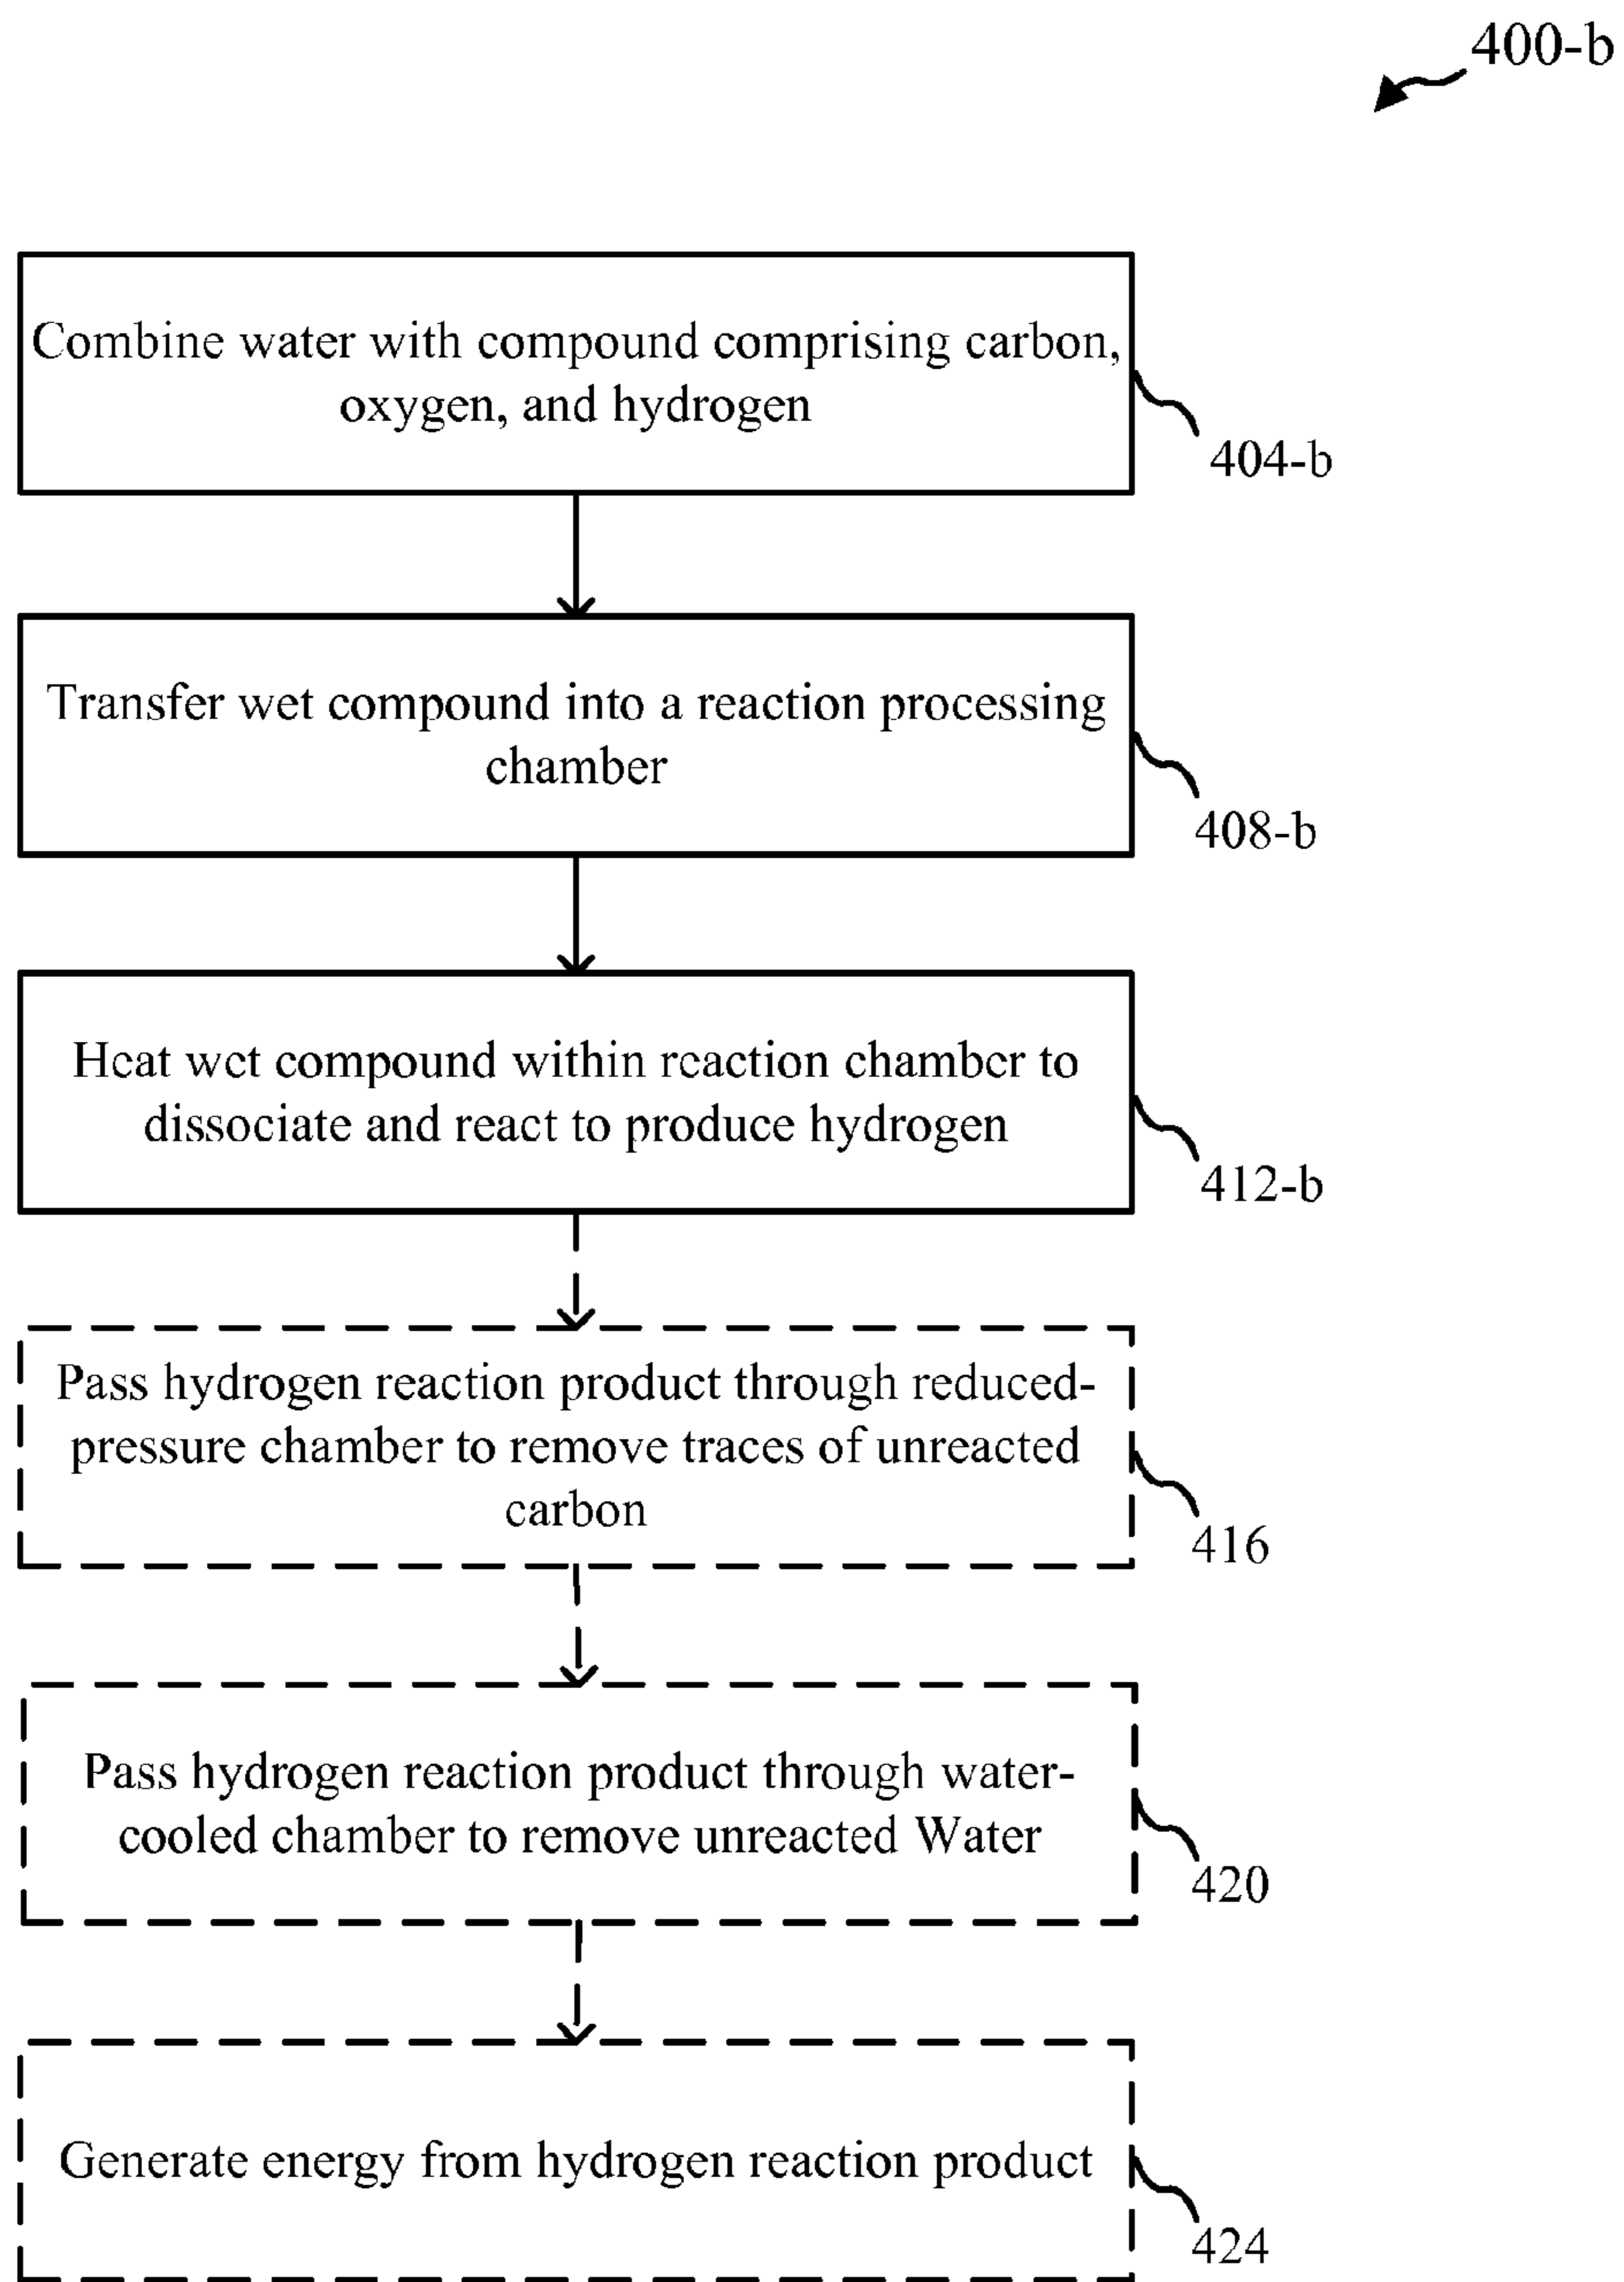 400-b
Combine water with compound comprising carbon,
oxygen, and hydrogen
404-b
Transfer wet compound into a reaction processing
chamber
408-b
Heat wet compound within reaction chamber to
dissociate and react to produce hydrogen
412-b
Pass hydrogen reaction product through reduced-
pressure chamber to remove traces of unreacted
carbon
416
Pass hydrogen reaction product through water-
cooled chamber to remove unreacted Water
420
Generate energy from hydrogen reaction product
424